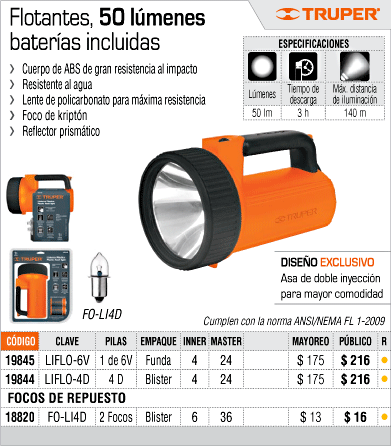 Flotantes, 50 lúmenes
baterías incluidas
TRUPER
› Cuerpo de ABS de gran resistencia al impacto
› Resistente al agua
› Lente de policarbonato para máxima resistencia
› Foco de kriptón
› Reflector prismático
ESPECIFICACIONES
Lúmenes
Tiempo de descarga
Máx. distancia de iluminación
50 lm 3 h 140 m
TRUPER
TRUPER
TRUPER
FO-LI4D
DISEÑO EXCLUSIVO
Asa de doble inyección
para mayor comodidad
Cumplen con la norma ANSI/NEMA FL 1-2009
CÓDIGO CLAVE PILAS EMPAQUE INNER MASTER MAYOREO PÚBLICO R
19845 LIFLO-6V 1 de 6V Funda 4 24 $ 175 $ 216
19844 LIFLO-4D 4 D Blister 4 24 $ 175 $ 216
FOCOS DE REPUESTO
18820 FO-LI4D 2 Focos Blister 6 36 $ 13 $ 16